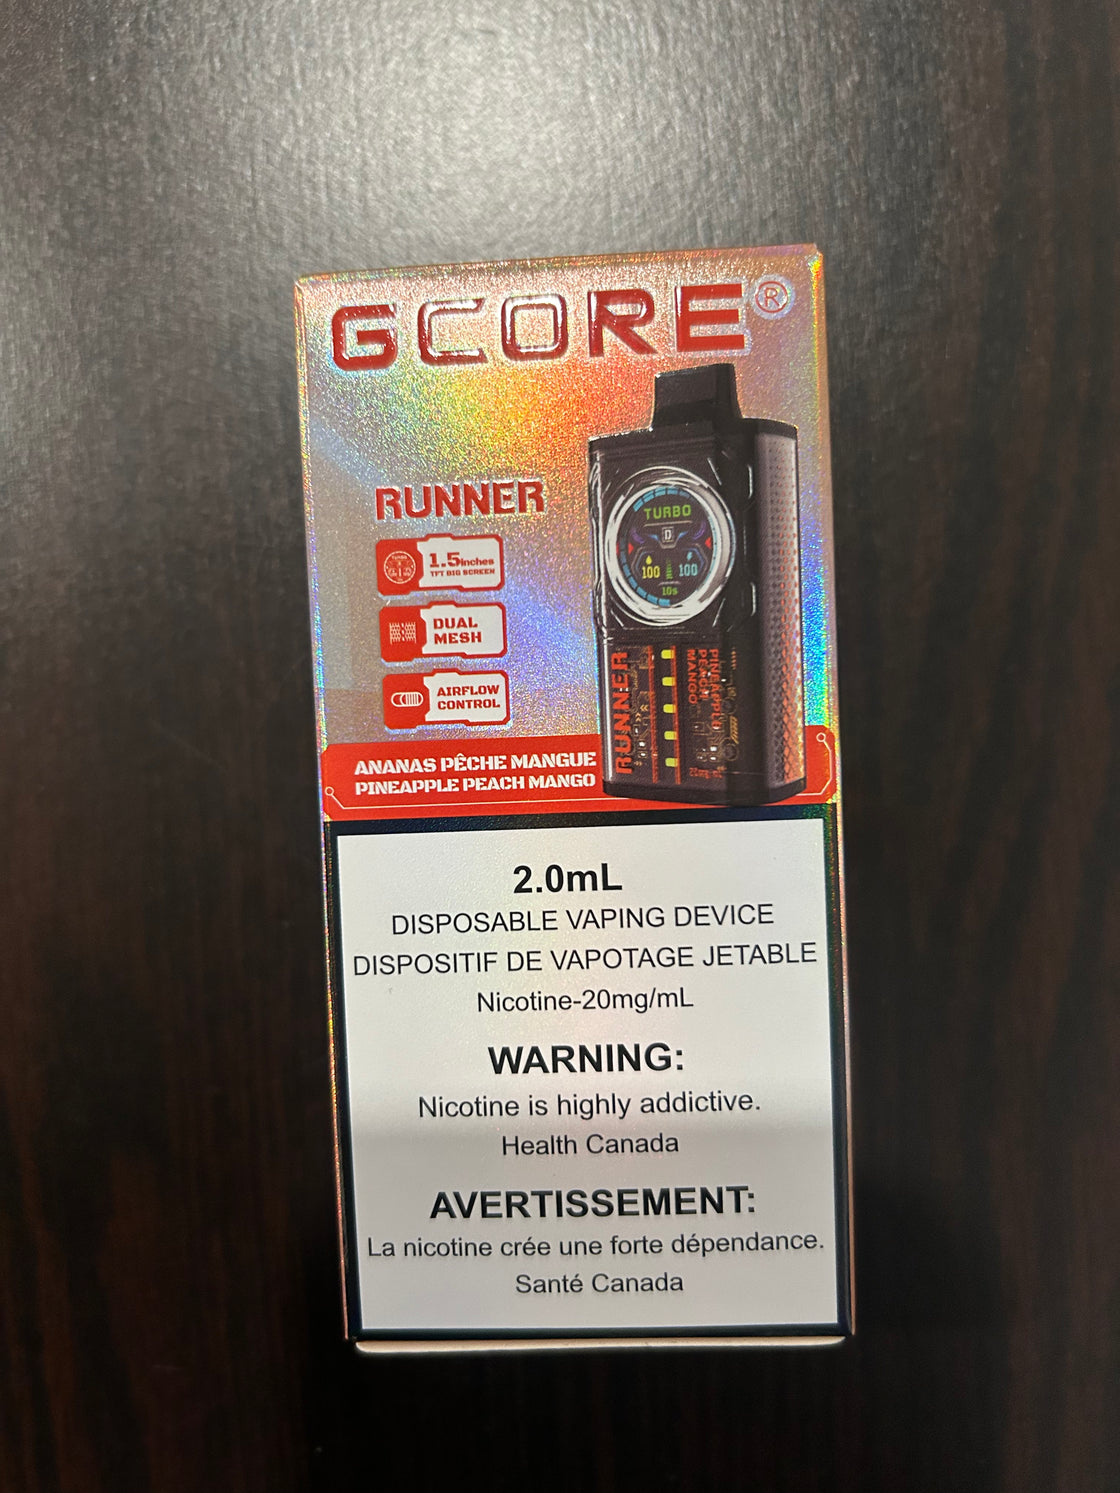 GCORE®
RUNNER
1.5inches
TFT BIG SCREEN
DUAL
MESH
AIRFLOW
CONTROL
TURBO
D
100 100
10s
RUNNER
PINEAPPLE
PEACH
MANGO
ANANAS PÊCHE MANGUE
PINEAPPLE PEACH MANGO
2.0mL
DISPOSABLE VAPING DEVICE
DISPOSITIF DE VAPOTAGE JETABLE
Nicotine-20mg/mL
WARNING:
Nicotine is highly addictive.
Health Canada
AVERTISSEMENT:
La nicotine crée une forte dépendance.
Santé Canada